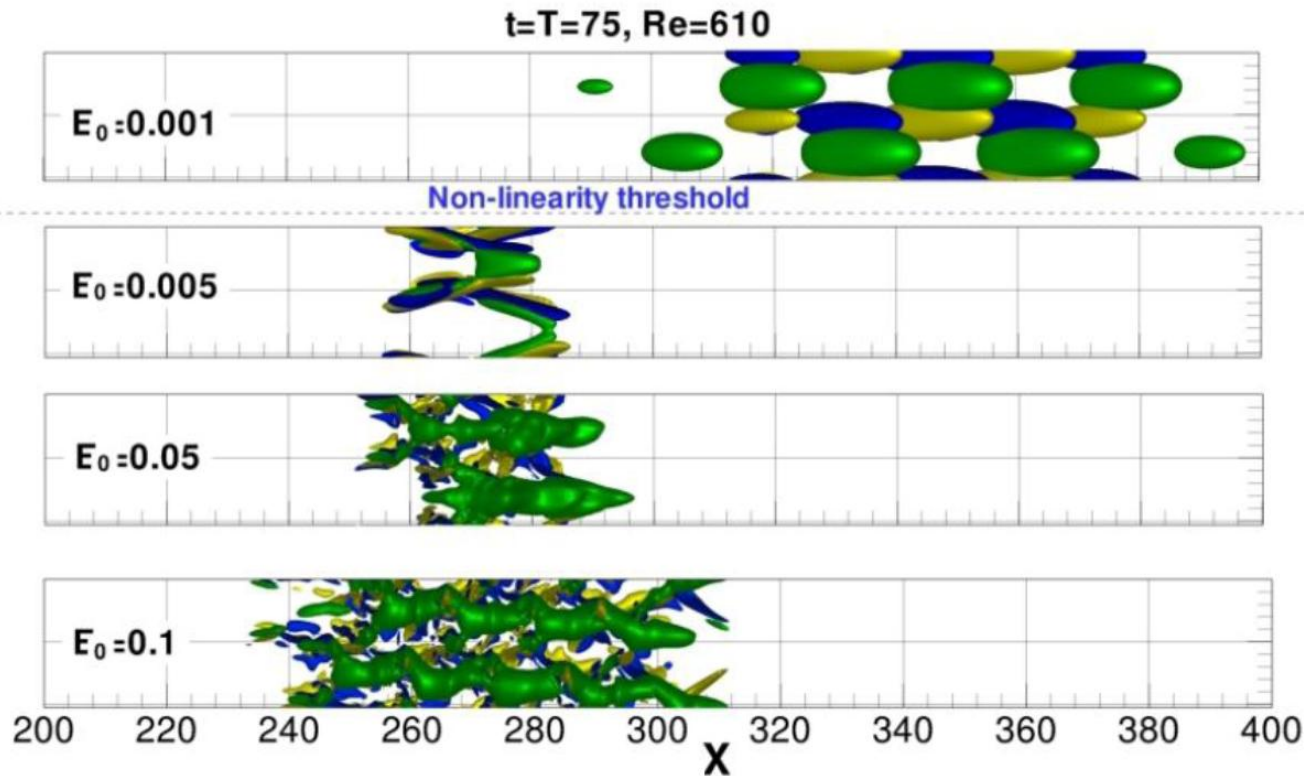 t=T=75, Re=610
E₀=0.001
Non-linearity threshold
E₀=0.005
E₀=0.05
E₀=0.1
200 220 240 260 280 300 320 340 360 380 400
X